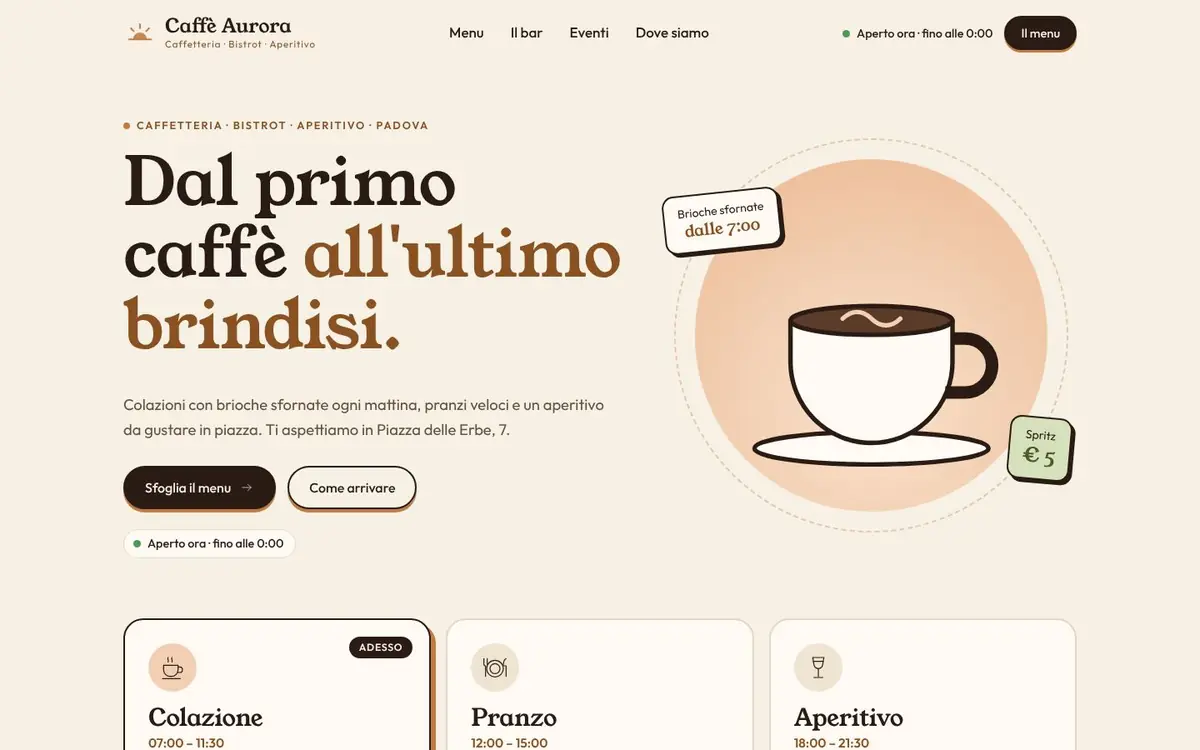 Caffè Aurora
Caffetteria · Bistrot · Aperitivo
Menu
Il bar
Eventi
Dove siamo
Aperto ora · fino alle 0:00
Il menu
CAFFETTERIA · BISTROT · APERITIVO · PADOVA
Dal primo
caffè all'ultimo
brindisi.
Colazioni con brioche sfornate ogni mattina, pranzi veloci e un aperitivo
da gustare in piazza. Ti aspettiamo in Piazza delle Erbe, 7.
Sfoglia il menu →
Come arrivare
Aperto ora · fino alle 0:00
Brioche sfornate
dalle 7:00
Spritz
€ 5
ADESSO
Colazione
07:00 – 11:30
Pranzo
12:00 – 15:00
Aperitivo
18:00 – 21:30